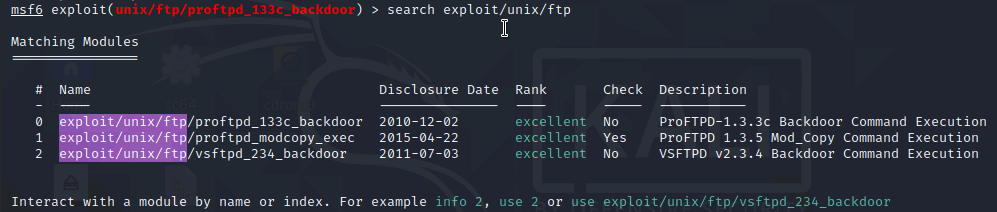 msf6 exploit(unix/ftp/proftpd_133c_backdoor) > search exploit/unix/ftp
Matching Modules
================
#  Name                                    Disclosure Date  Rank       Check  Description
-  ----                                    ---------------  ----       -----  -----------
0  exploit/unix/ftp/proftpd_133c_backdoor  2010-12-02       excellent  No     ProFTPD-1.3.3c Backdoor Command Execution
1  exploit/unix/ftp/proftpd_modcopy_exec   2015-04-22       excellent  Yes    ProFTPD 1.3.5 Mod_Copy Command Execution
2  exploit/unix/ftp/vsftpd_234_backdoor    2011-07-03       excellent  No     VSFTPD v2.3.4 Backdoor Command Execution
Interact with a module by name or index. For example info 2, use 2 or use exploit/unix/ftp/vsftpd_234_backdoor
KALI